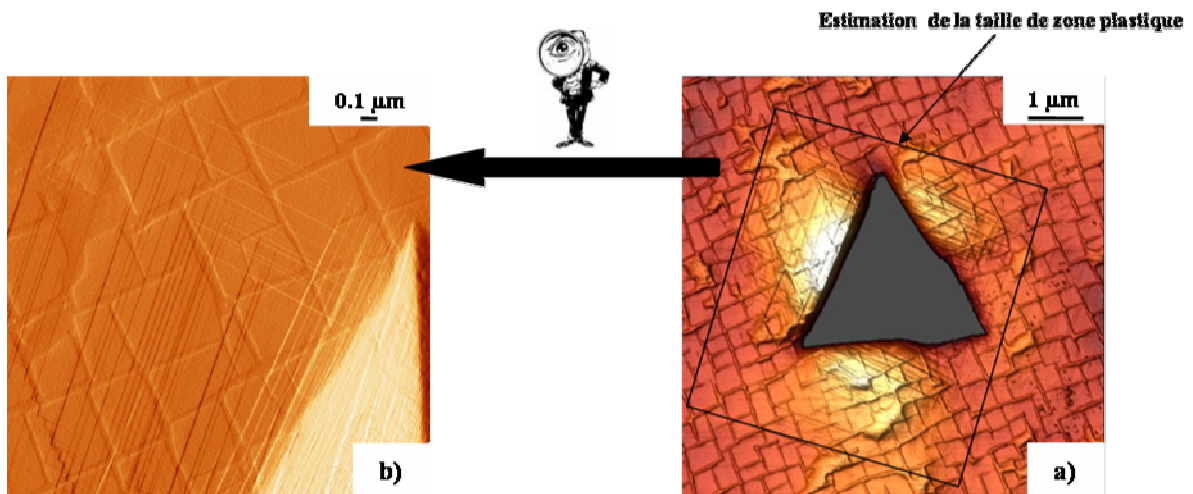 Estimation de la taille de zone plastique
0.1 µm
1 µm
b)
a)